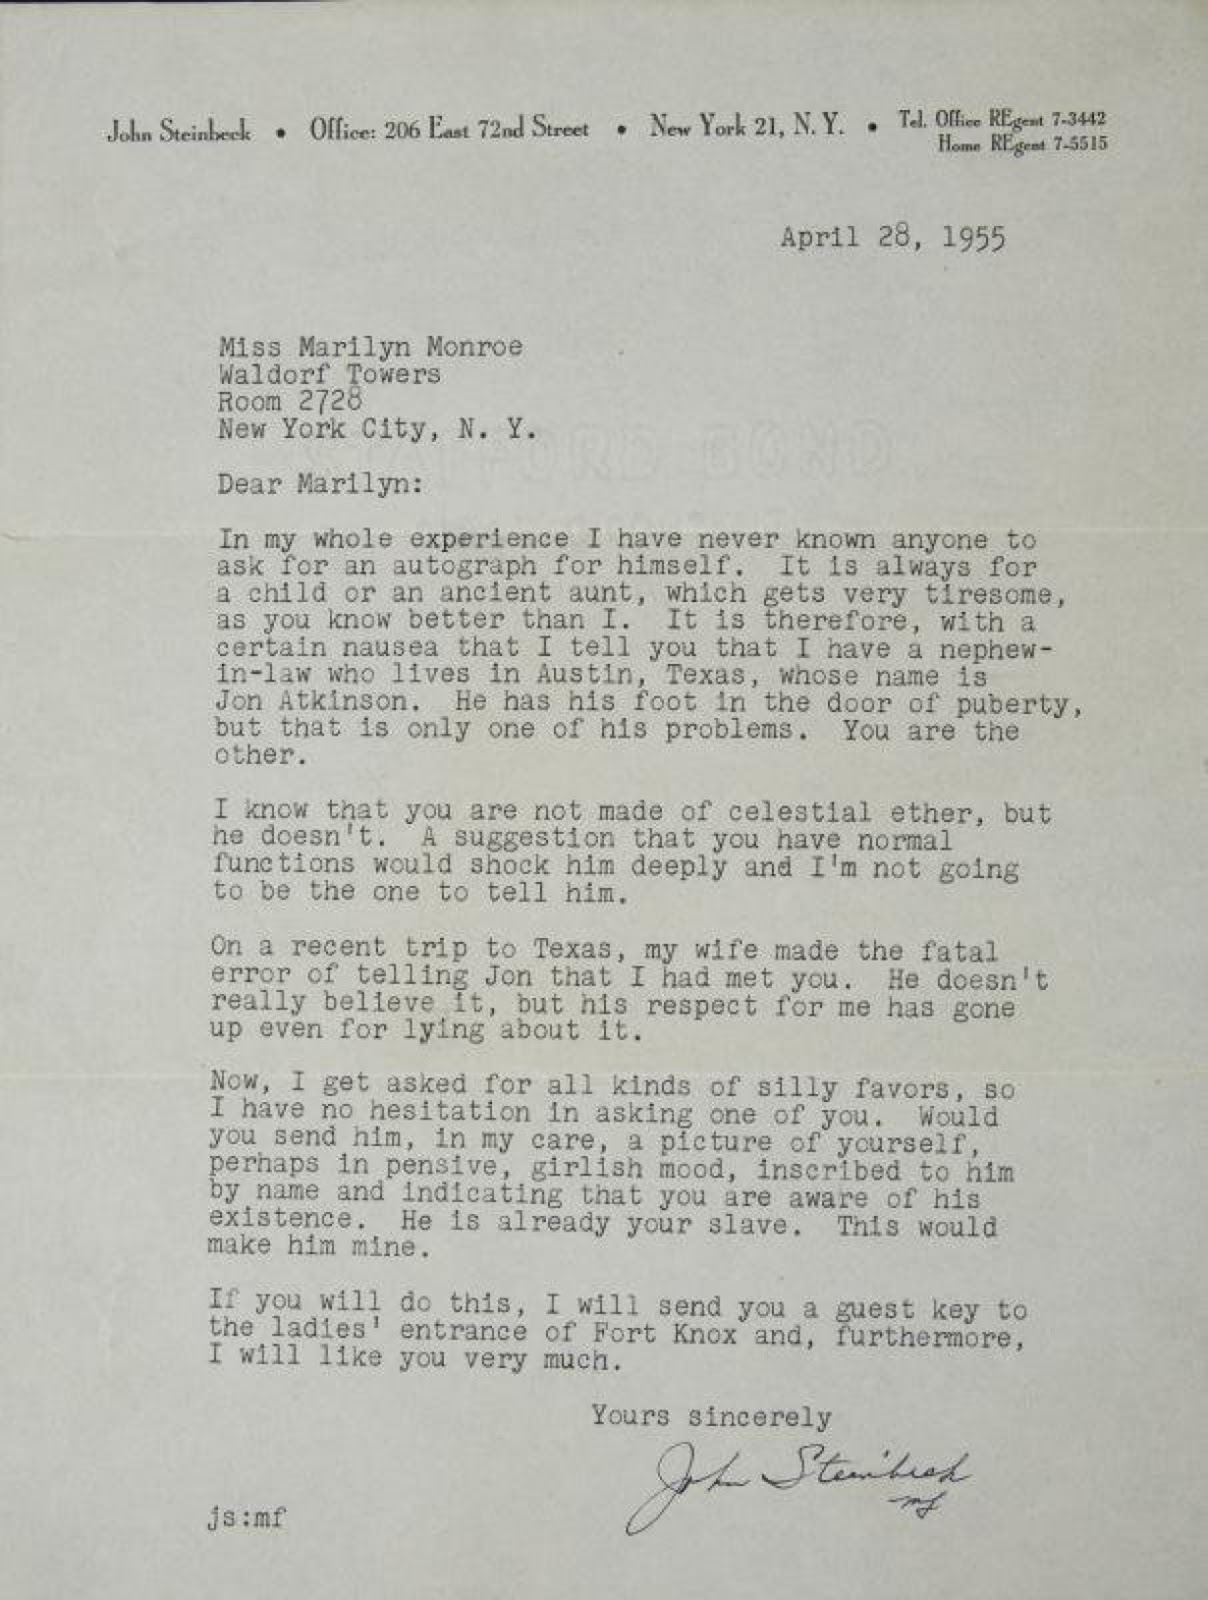 John Steinbeck • Office: 206 East 72nd Street • New York 21, N. Y. • Tel. Office REgent 7-3442
Home REgent 7-5515
April 28, 1955
Miss Marilyn Monroe
Waldorf Towers
Room 2728
New York City, N. Y.
Dear Marilyn:
In my whole experience I have never known anyone to
ask for an autograph for himself. It is always for
a child or an ancient aunt, which gets very tiresome,
as you know better than I. It is therefore, with a
certain nausea that I tell you that I have a nephew-
in-law who lives in Austin, Texas, whose name is
Jon Atkinson. He has his foot in the door of puberty,
but that is only one of his problems. You are the
other.
I know that you are not made of celestial ether, but
he doesn't. A suggestion that you have normal
functions would shock him deeply and I'm not going
to be the one to tell him.
On a recent trip to Texas, my wife made the fatal
error of telling Jon that I had met you. He doesn't
really believe it, but his respect for me has gone
up even for lying about it.
Now, I get asked for all kinds of silly favors, so
I have no hesitation in asking one of you. Would
you send him, in my care, a picture of yourself,
perhaps in pensive, girlish mood, inscribed to him
by name and indicating that you are aware of his
existence. He is already your slave. This would
make him mine.
If you will do this, I will send you a guest key to
the ladies' entrance of Fort Knox and, furthermore,
I will like you very much.
Yours sincerely
John Steinbeck
mf
js:mf